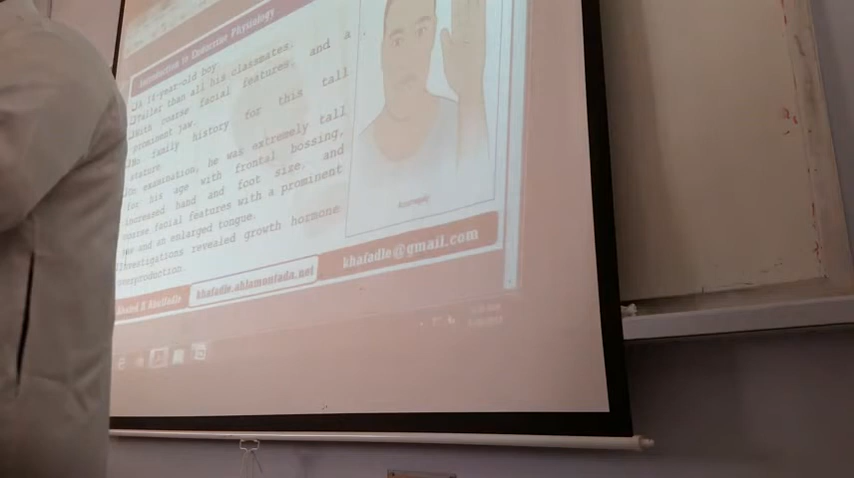 Introduction to Endocrine Physiology
❑A 14-year-old boy
❑Taller than all his classmates.
❑With coarse facial features, and a
prominent jaw.
❑No family history for this tall
stature
❑On examination, he was extremely tall
for his age with frontal bossing,
increased hand and foot size, and
coarse facial features with a prominent
jaw and an enlarged tongue.
❑Investigations revealed growth hormone
overproduction.
khafadle.ahlamontada.net
khafadle@gmail.com